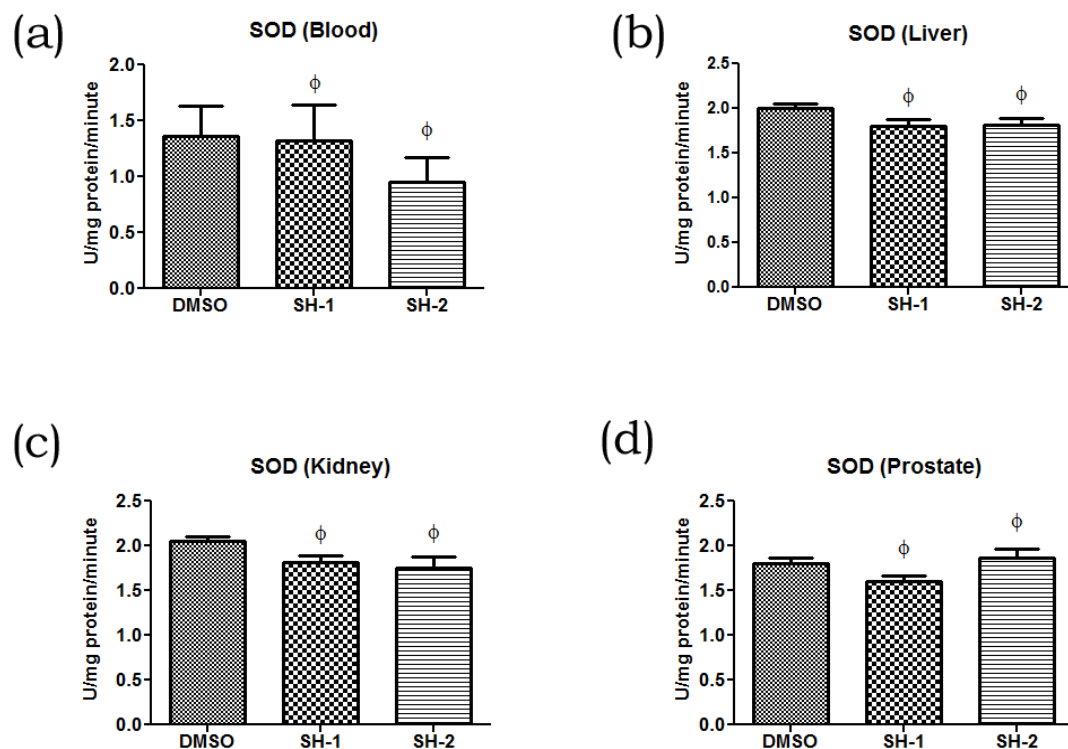 (a)
SOD (Blood)
U/mg protein/minute
2.0
1.5
1.0
0.5
0.0
ϕ
ϕ
DMSO SH-1 SH-2
(b)
SOD (Liver)
U/mg protein/minute
2.5
2.0
1.5
1.0
0.5
0.0
ϕ ϕ
DMSO SH-1 SH-2
(c)
SOD (Kidney)
U/mg protein/minute
2.5
2.0
1.5
1.0
0.5
0.0
ϕ ϕ
DMSO SH-1 SH-2
(d)
SOD (Prostate)
U/mg protein/minute
2.5
2.0
1.5
1.0
0.5
0.0
ϕ
ϕ
DMSO SH-1 SH-2